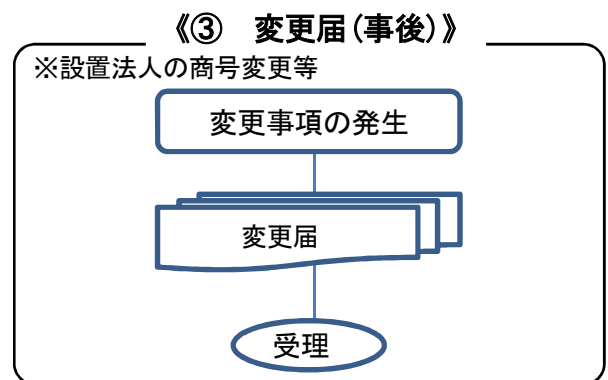 《③ 変更届(事後)》
※設置法人の商号変更等
変更事項の発生
変更届
受理